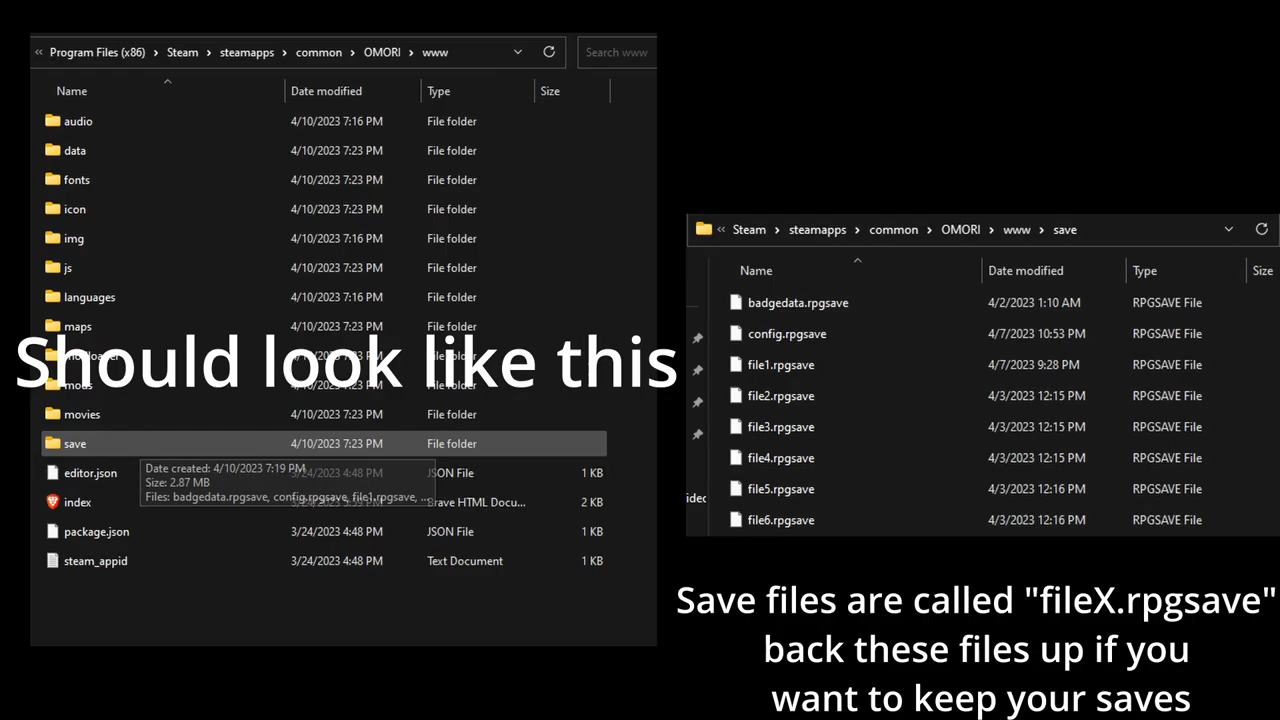 « Program Files (x86) › Steam › steamapps › common › OMORI › www
Search www
Name Date modified Type Size
audio 4/10/2023 7:16 PM File folder
data 4/10/2023 7:23 PM File folder
fonts 4/10/2023 7:23 PM File folder
icon 4/10/2023 7:23 PM File folder
img 4/10/2023 7:16 PM File folder
js 4/10/2023 7:23 PM File folder
languages 4/10/2023 7:23 PM File folder
maps 4/10/2023 7:23 PM File folder
Should look like this
movies 4/10/2023 7:23 PM File folder
save 4/10/2023 7:23 PM File folder
editor.json 3/24/2023 4:48 PM JSON File 1 KB
Date created: 4/10/2023 7:19 PM
Size: 2.87 MB
Files: badgedata.rpgsave, config.rpgsave, file1.rpgsave, ...
index Brave HTML Docu... 2 KB
package.json 3/24/2023 4:48 PM JSON File 1 KB
steam_appid 3/24/2023 4:48 PM Text Document 1 KB
« Steam › steamapps › common › OMORI › www › save
Name Date modified Type Size
badgedata.rpgsave 4/2/2023 1:10 AM RPGSAVE File
config.rpgsave 4/7/2023 10:53 PM RPGSAVE File
file1.rpgsave 4/7/2023 9:28 PM RPGSAVE File
file2.rpgsave 4/3/2023 12:15 PM RPGSAVE File
file3.rpgsave 4/3/2023 12:15 PM RPGSAVE File
file4.rpgsave 4/3/2023 12:15 PM RPGSAVE File
file5.rpgsave 4/3/2023 12:16 PM RPGSAVE File
file6.rpgsave 4/3/2023 12:16 PM RPGSAVE File
Save files are called "fileX.rpgsave"
back these files up if you
want to keep your saves